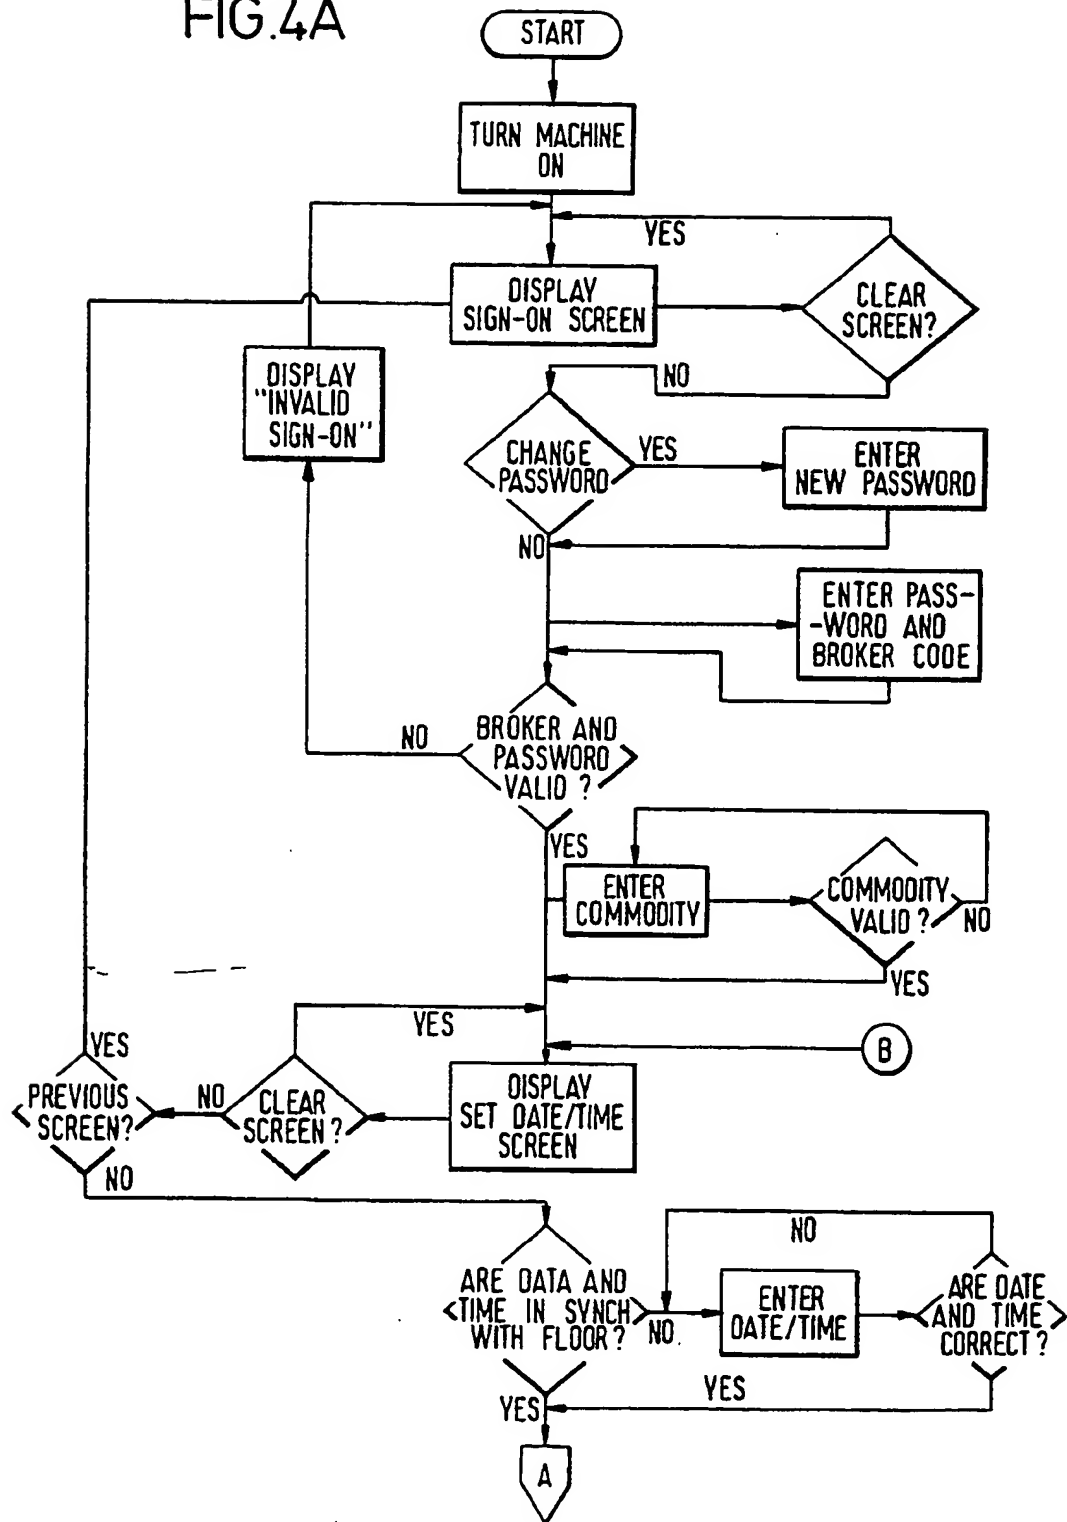 FIG.4A
START
TURN MACHINE
ON
YES
DISPLAY
SIGN-ON SCREEN
CLEAR
SCREEN?
DISPLAY
"INVALID
SIGN-ON"
NO
CHANGE
PASSWORD
YES
ENTER
NEW PASSWORD
NO
ENTER PASS-
-WORD AND
BROKER CODE
BROKER AND
PASSWORD
VALID ?
NO
YES
ENTER
COMMODITY
COMMODITY
VALID ?
NO
YES
YES
B
YES
PREVIOUS
SCREEN?
NO
CLEAR
SCREEN ?
DISPLAY
SET DATE/TIME
SCREEN
NO
NO
ARE DATA AND
TIME IN SYNCH
WITH FLOOR ?
NO
ENTER
DATE/TIME
ARE DATE
AND TIME
CORRECT ?
YES
YES
A